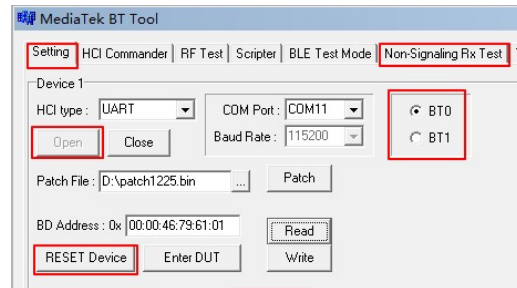 MediaTek BT Tool
Setting HCI Commander RF Test Scripter BLE Test Mode Non-Signaling Rx Test
Device 1
HCI type : UART COM Port : COM11 BT0
Open Close Baud Rate : 115200 BT1
Patch File : D:\patch1225.bin ... Patch
BD Address : 0x 00:00:46:79:61:01 Read
RESET Device Enter DUT Write